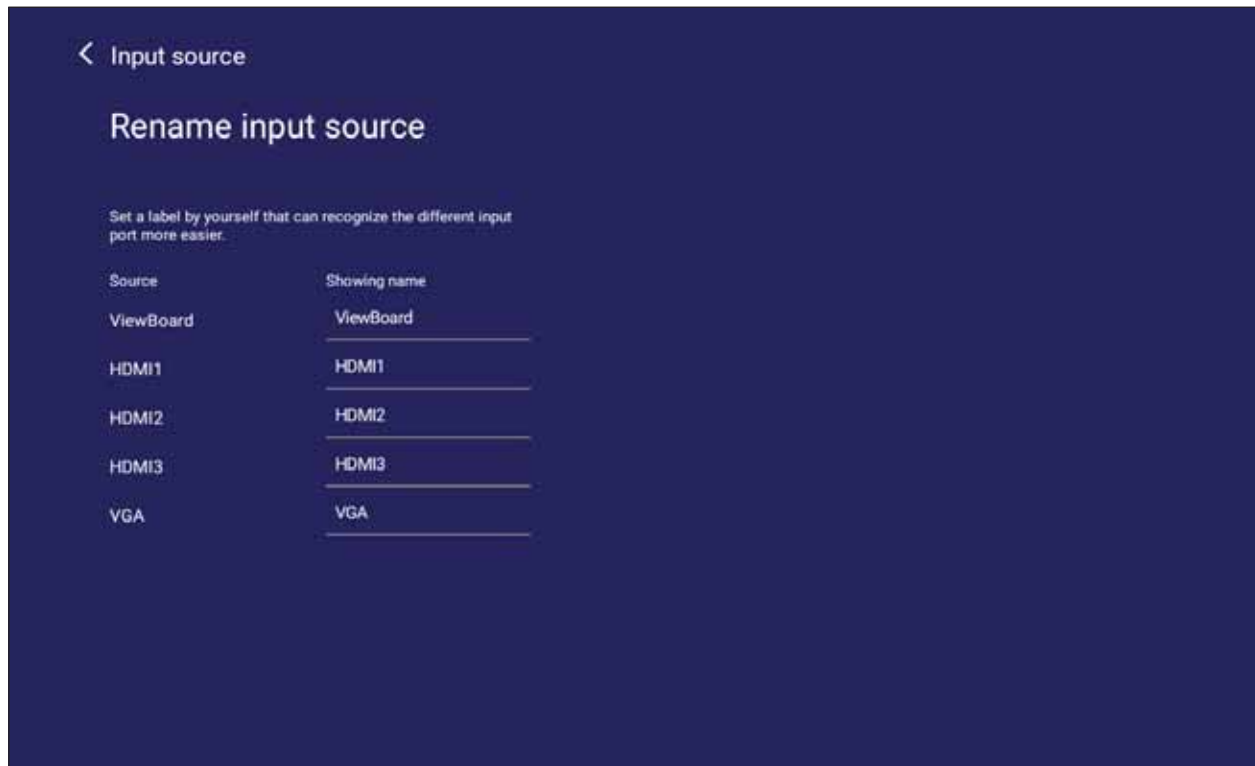 Input source
Rename input source
Set a label by yourself that can recognize the different input
port more easier.
Source Showing name
ViewBoard ViewBoard
HDMI1 HDMI1
HDMI2 HDMI2
HDMI3 HDMI3
VGA VGA